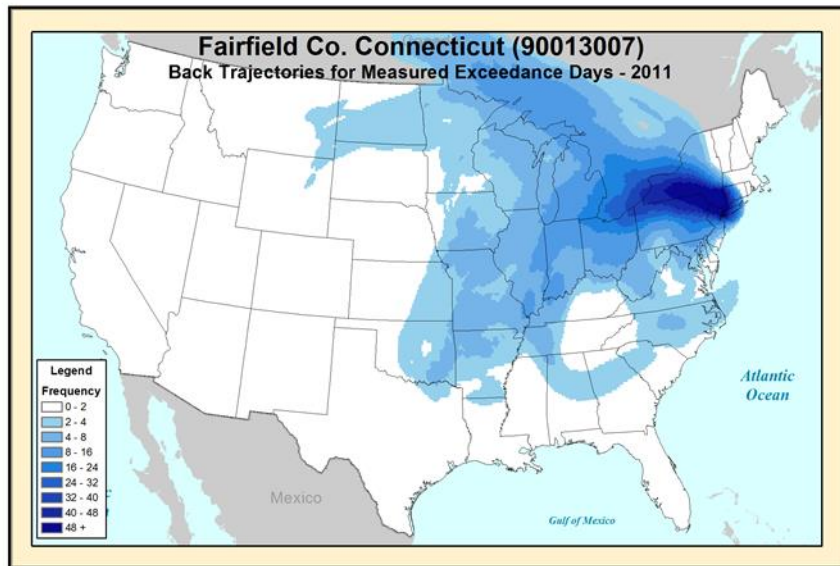 Canada
Fairfield Co. Connecticut (90013007)
Back Trajectories for Measured Exceedance Days - 2011
Legend
Frequency
0 - 2
2 - 4
4 - 8
8 - 16
16 - 24
24 - 32
32 - 40
40 - 48
48 +
Mexico
Atlantic
Ocean
Gulf of Mexico